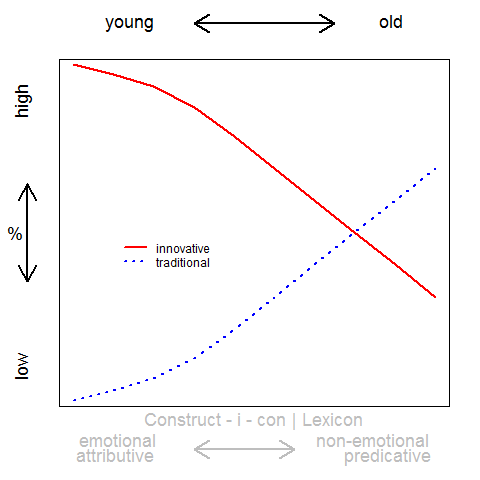 young old
high
%
low
innovative
traditional
Construct - i - con | Lexicon
emotional non-emotional
attributive predicative